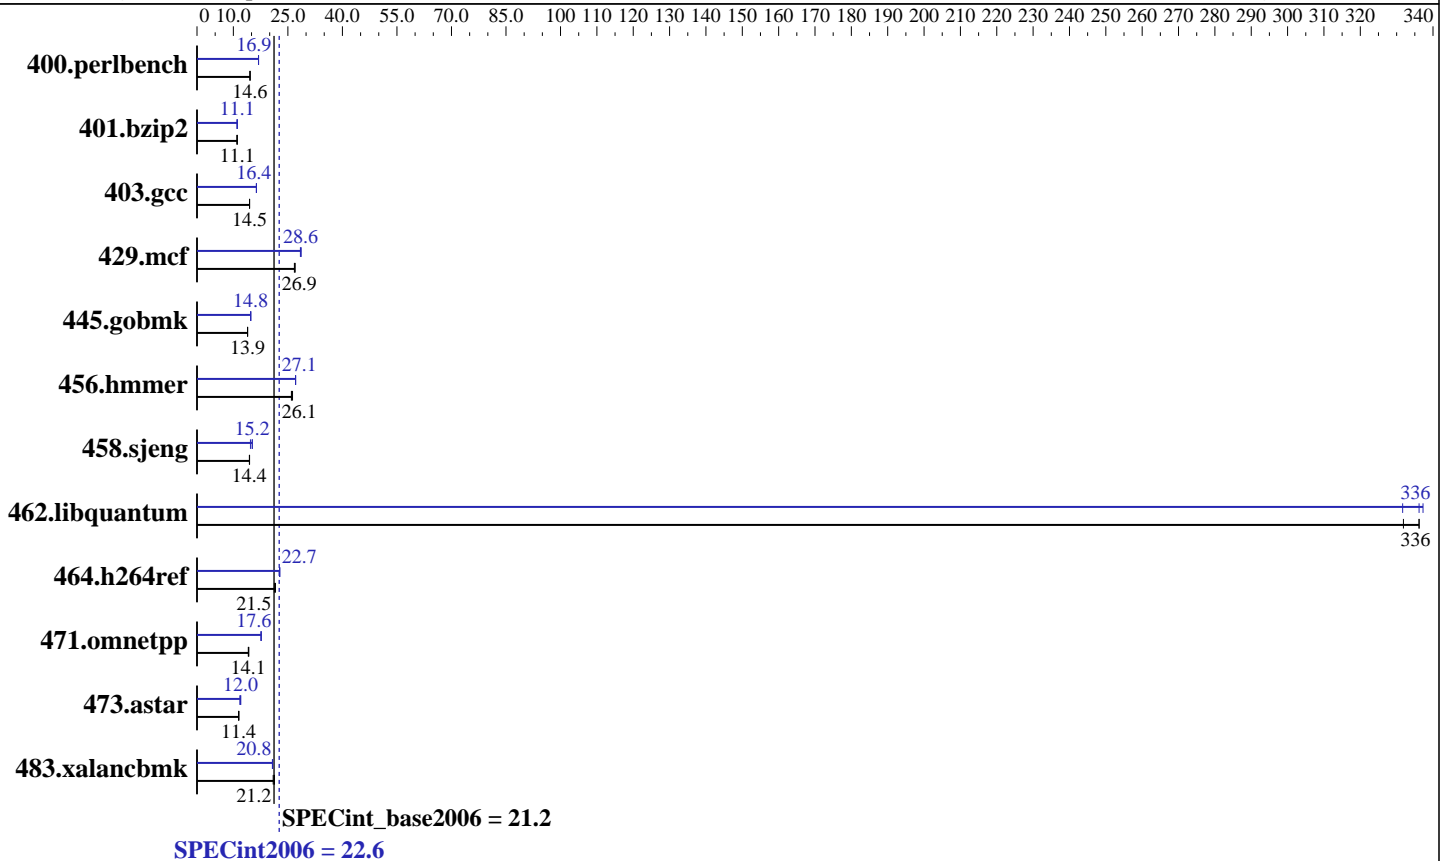 0 10.0 25.0 40.0 55.0 70.0 85.0 100 110 120 130 140 150 160 170 180 190 200 210 220 230 240 250 260 270 280 290 300 310 320 340
400.perlbench
16.9
14.6
401.bzip2
11.1
11.1
403.gcc
16.4
14.5
429.mcf
28.6
26.9
445.gobmk
14.8
13.9
456.hmmer
27.1
26.1
458.sjeng
15.2
14.4
462.libquantum
336
336
464.h264ref
22.7
21.5
471.omnetpp
17.6
14.1
473.astar
12.0
11.4
483.xalancbmk
20.8
21.2
SPECint_base2006 = 21.2
SPECint2006 = 22.6